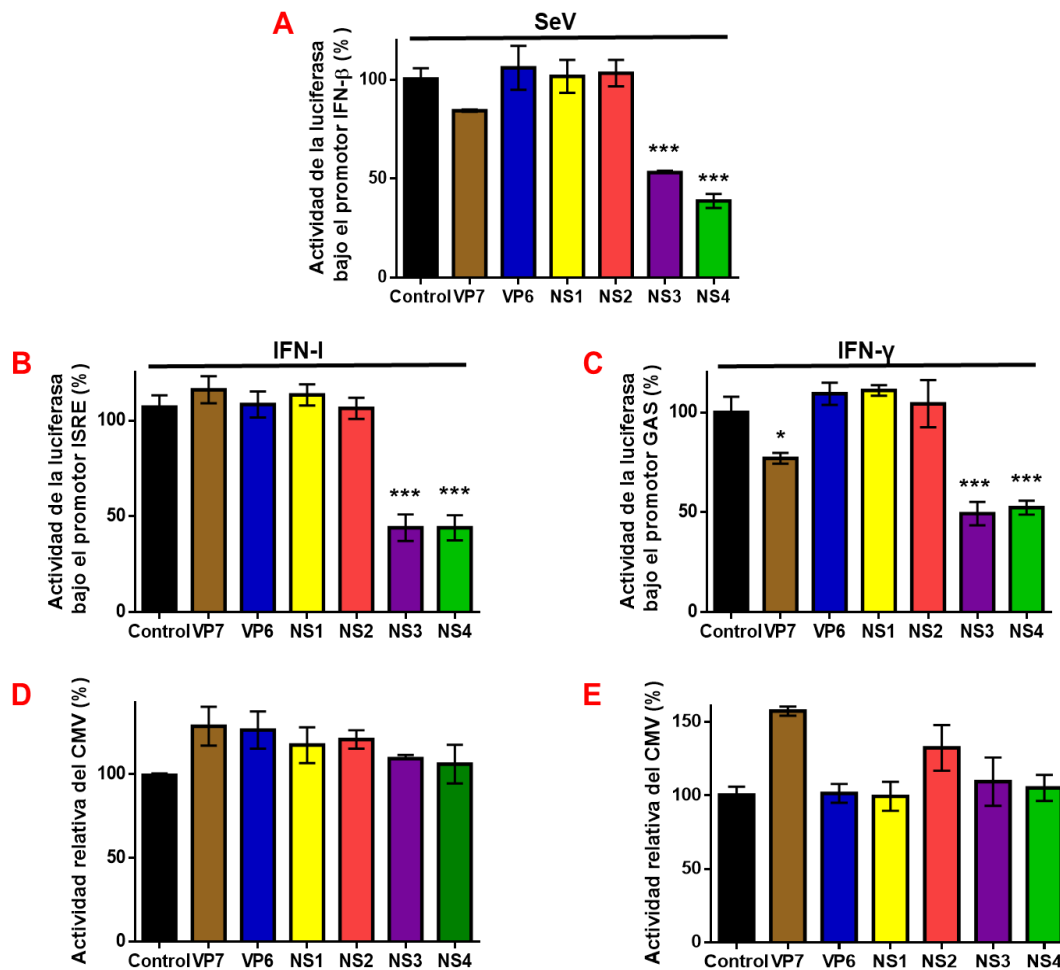 A
SeV
Actividad de la luciferasa
bajo el promotor IFN-β (%)
100
50
0
***
***
Control VP7 VP6 NS1 NS2 NS3 NS4
B
IFN-I
Actividad de la luciferasa
bajo el promotor ISRE (%)
100
50
0
***
***
Control VP7 VP6 NS1 NS2 NS3 NS4
C
IFN-γ
Actividad de la luciferasa
bajo el promotor GAS (%)
100
50
0
*
***
***
Control VP7 VP6 NS1 NS2 NS3 NS4
D
Actividad relativa del CMV (%)
100
50
0
Control VP7 VP6 NS1 NS2 NS3 NS4
E
Actividad relativa del CMV (%)
150
100
50
0
Control VP7 VP6 NS1 NS2 NS3 NS4